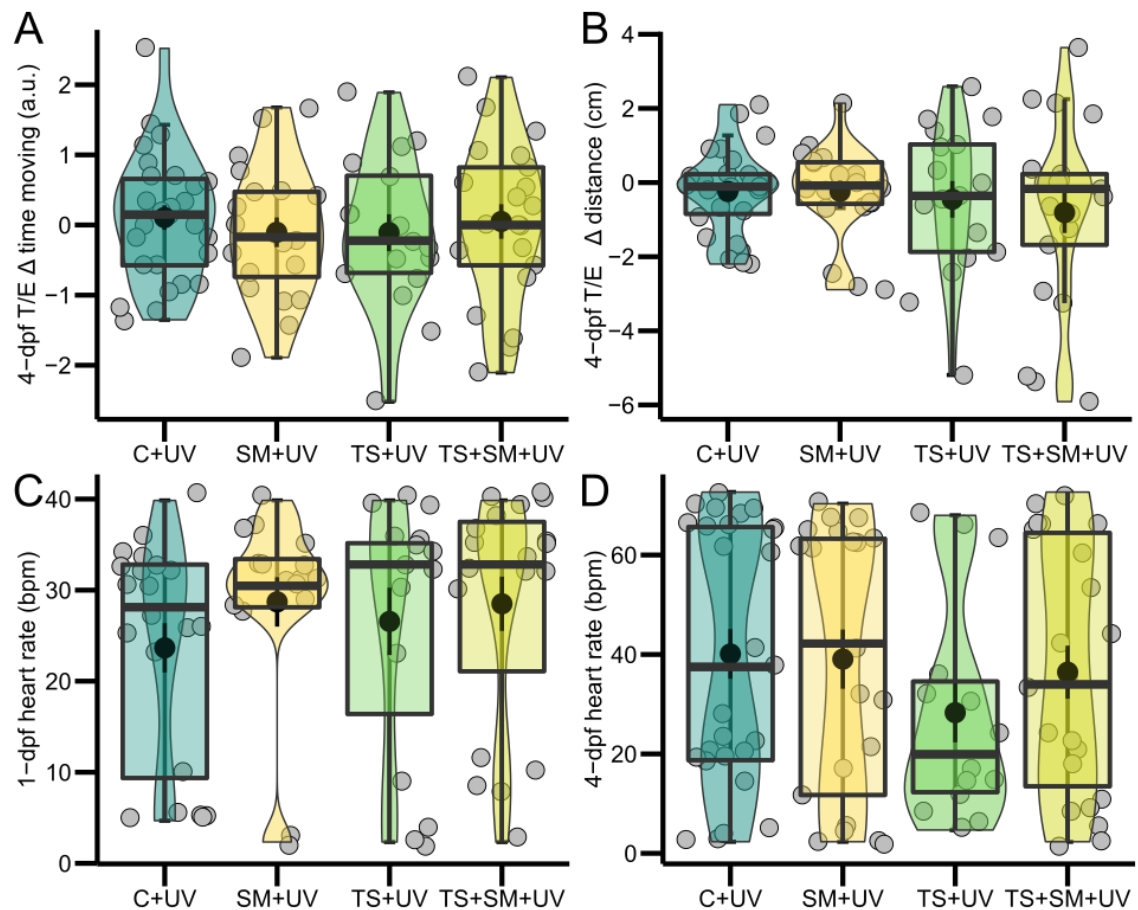 A
4−dpf T/E Δ time moving (a.u.)
2
1
0
−1
−2
C+UV SM+UV TS+UV TS+SM+UV
B
4−dpf T/E Δ distance (cm)
4
2
0
−2
−4
−6
C+UV SM+UV TS+UV TS+SM+UV
C
1−dpf heart rate (bpm)
40
30
20
10
0
C+UV SM+UV TS+UV TS+SM+UV
D
4−dpf heart rate (bpm)
60
40
20
0
C+UV SM+UV TS+UV TS+SM+UV